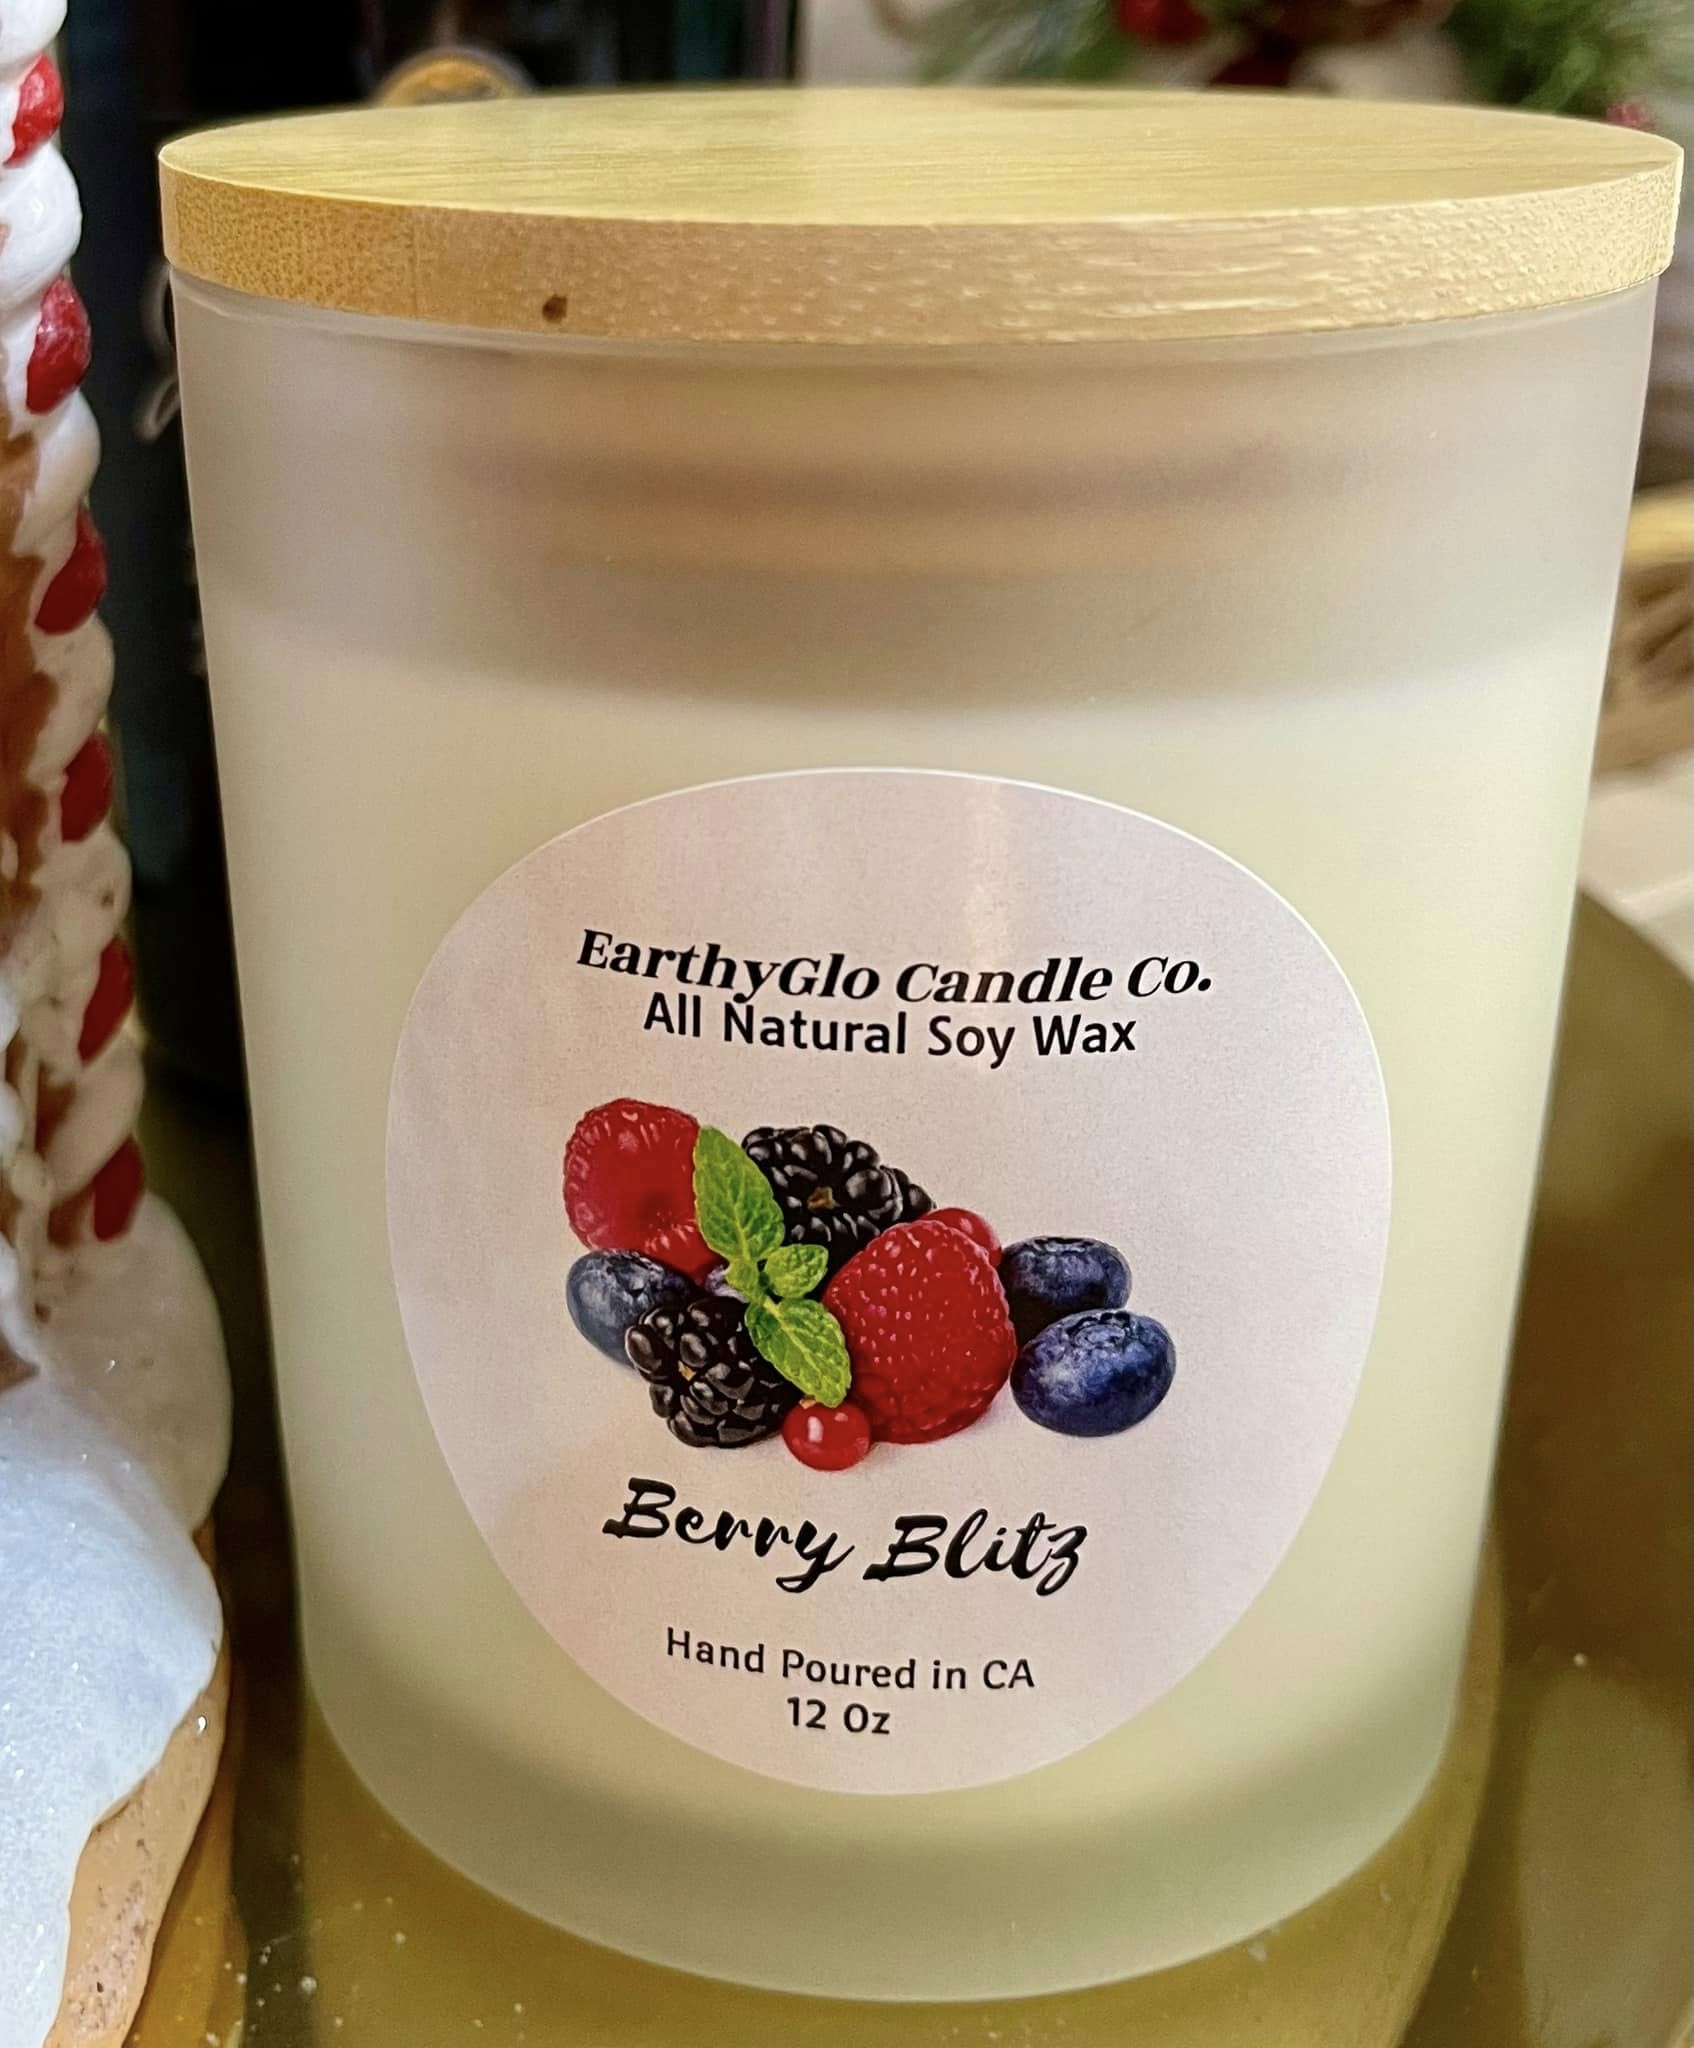 EarthyGlo Candle Co.
All Natural Soy Wax
Berry Blitz
Hand Poured in CA
12 Oz